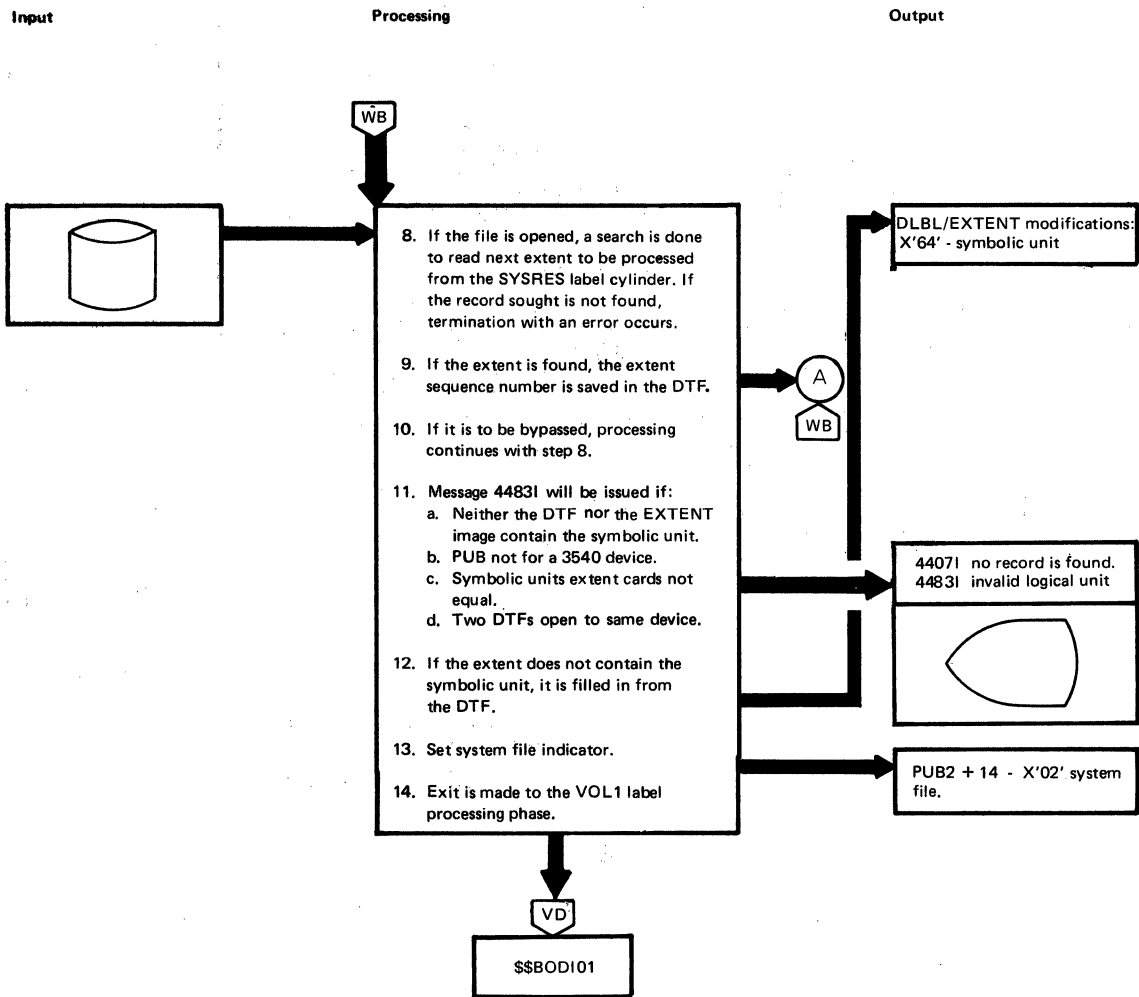 Input
Processing
Output
WB
8. If the file is opened, a search is done
to read next extent to be processed
from the SYSRES label cylinder. If
the record sought is not found,
termination with an error occurs.
9. If the extent is found, the extent
sequence number is saved in the DTF.
10. If it is to be bypassed, processing
continues with step 8.
11. Message 4483I will be issued if:
a. Neither the DTF nor the EXTENT
image contain the symbolic unit.
b. PUB not for a 3540 device.
c. Symbolic units extent cards not
equal.
d. Two DTFs open to same device.
12. If the extent does not contain the
symbolic unit, it is filled in from
the DTF.
13. Set system file indicator.
14. Exit is made to the VOL1 label
processing phase.
A
WB
DLBL/EXTENT modifications:
X'64' - symbolic unit
4407I no record is found.
4483I invalid logical unit
PUB2 + 14 - X'02' system
file.
VD
$$BODI01